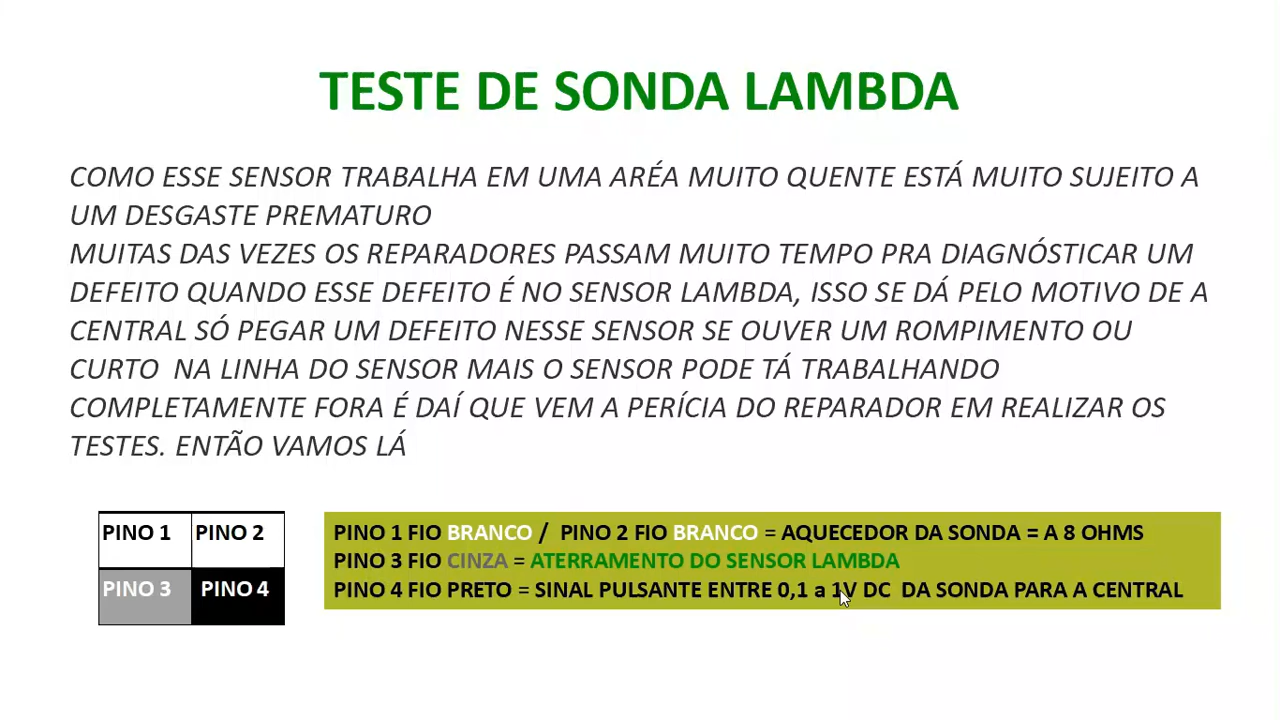 TESTE DE SONDA LAMBDA
COMO ESSE SENSOR TRABALHA EM UMA ARÉA MUITO QUENTE ESTÁ MUITO SUJEITO A
UM DESGASTE PREMATURO
MUITAS DAS VEZES OS REPARADORES PASSAM MUITO TEMPO PRA DIAGNÓSTICAR UM
DEFEITO QUANDO ESSE DEFEITO É NO SENSOR LAMBDA, ISSO SE DÁ PELO MOTIVO DE A
CENTRAL SÓ PEGAR UM DEFEITO NESSE SENSOR SE OUVER UM ROMPIMENTO OU
CURTO NA LINHA DO SENSOR MAIS O SENSOR PODE TÁ TRABALHANDO
COMPLETAMENTE FORA É DAÍ QUE VEM A PERÍCIA DO REPARADOR EM REALIZAR OS
TESTES. ENTÃO VAMOS LÁ
PINO 1 PINO 2
PINO 3 PINO 4
PINO 1 FIO BRANCO / PINO 2 FIO BRANCO = AQUECEDOR DA SONDA = A 8 OHMS
PINO 3 FIO CINZA = ATERRAMENTO DO SENSOR LAMBDA
PINO 4 FIO PRETO = SINAL PULSANTE ENTRE 0,1 a 1V DC DA SONDA PARA A CENTRAL